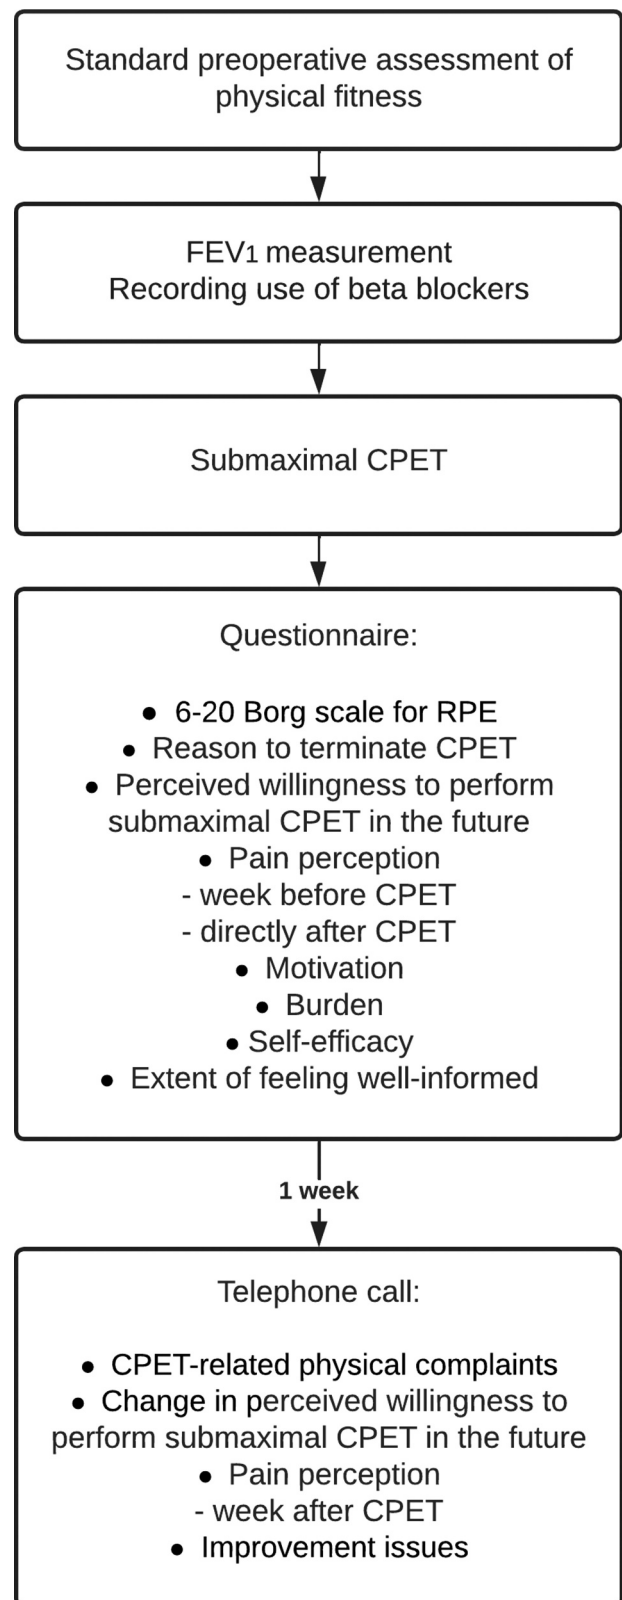 Standard preoperative assessment of
physical fitness
FEV1 measurement
Recording use of beta blockers
Submaximal CPET
Questionnaire:
● 6-20 Borg scale for RPE
● Reason to terminate CPET
● Perceived willingness to perform
submaximal CPET in the future
● Pain perception
- week before CPET
- directly after CPET
● Motivation
● Burden
● Self-efficacy
● Extent of feeling well-informed
1 week
Telephone call:
● CPET-related physical complaints
● Change in perceived willingness to
perform submaximal CPET in the future
● Pain perception
- week after CPET
● Improvement issues